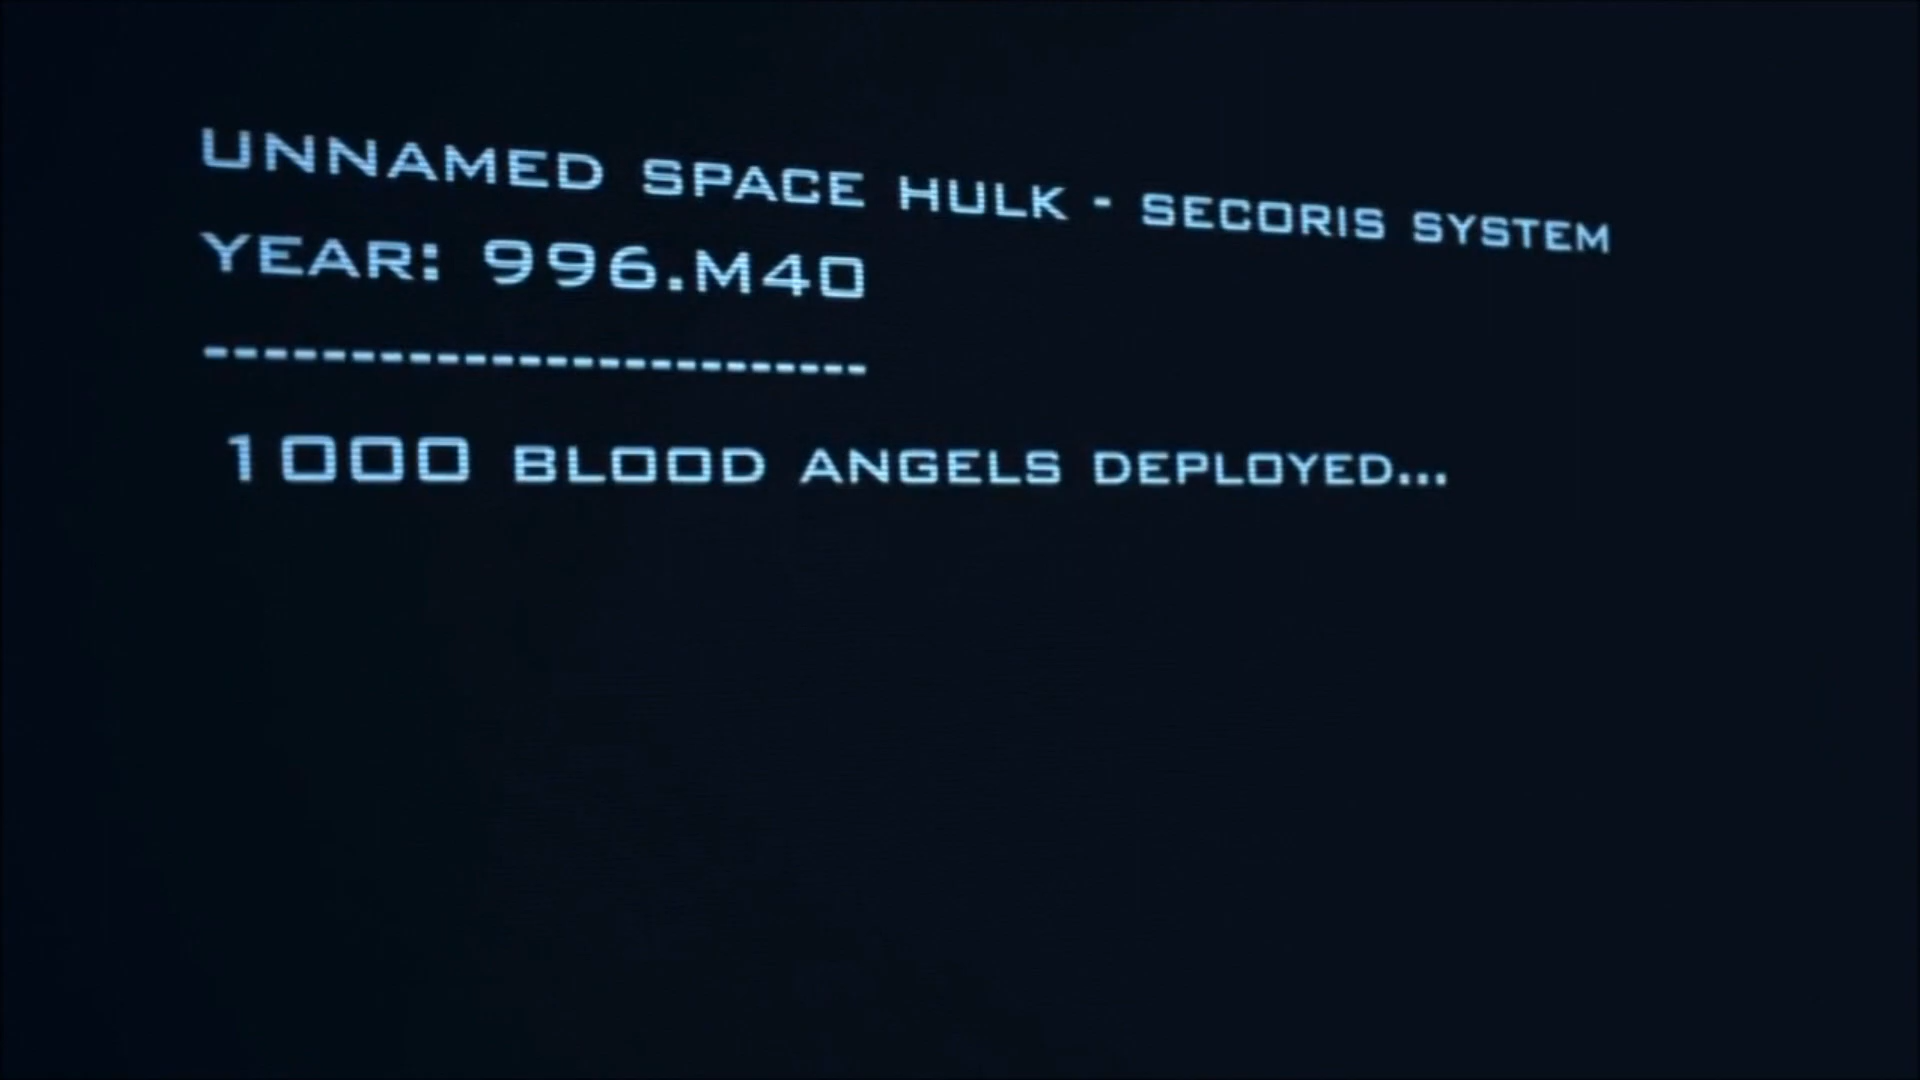 UNNAMED SPACE HULK - SECORIS SYSTEM
YEAR: 996.M40
-------------------------
1000 BLOOD ANGELS DEPLOYED...